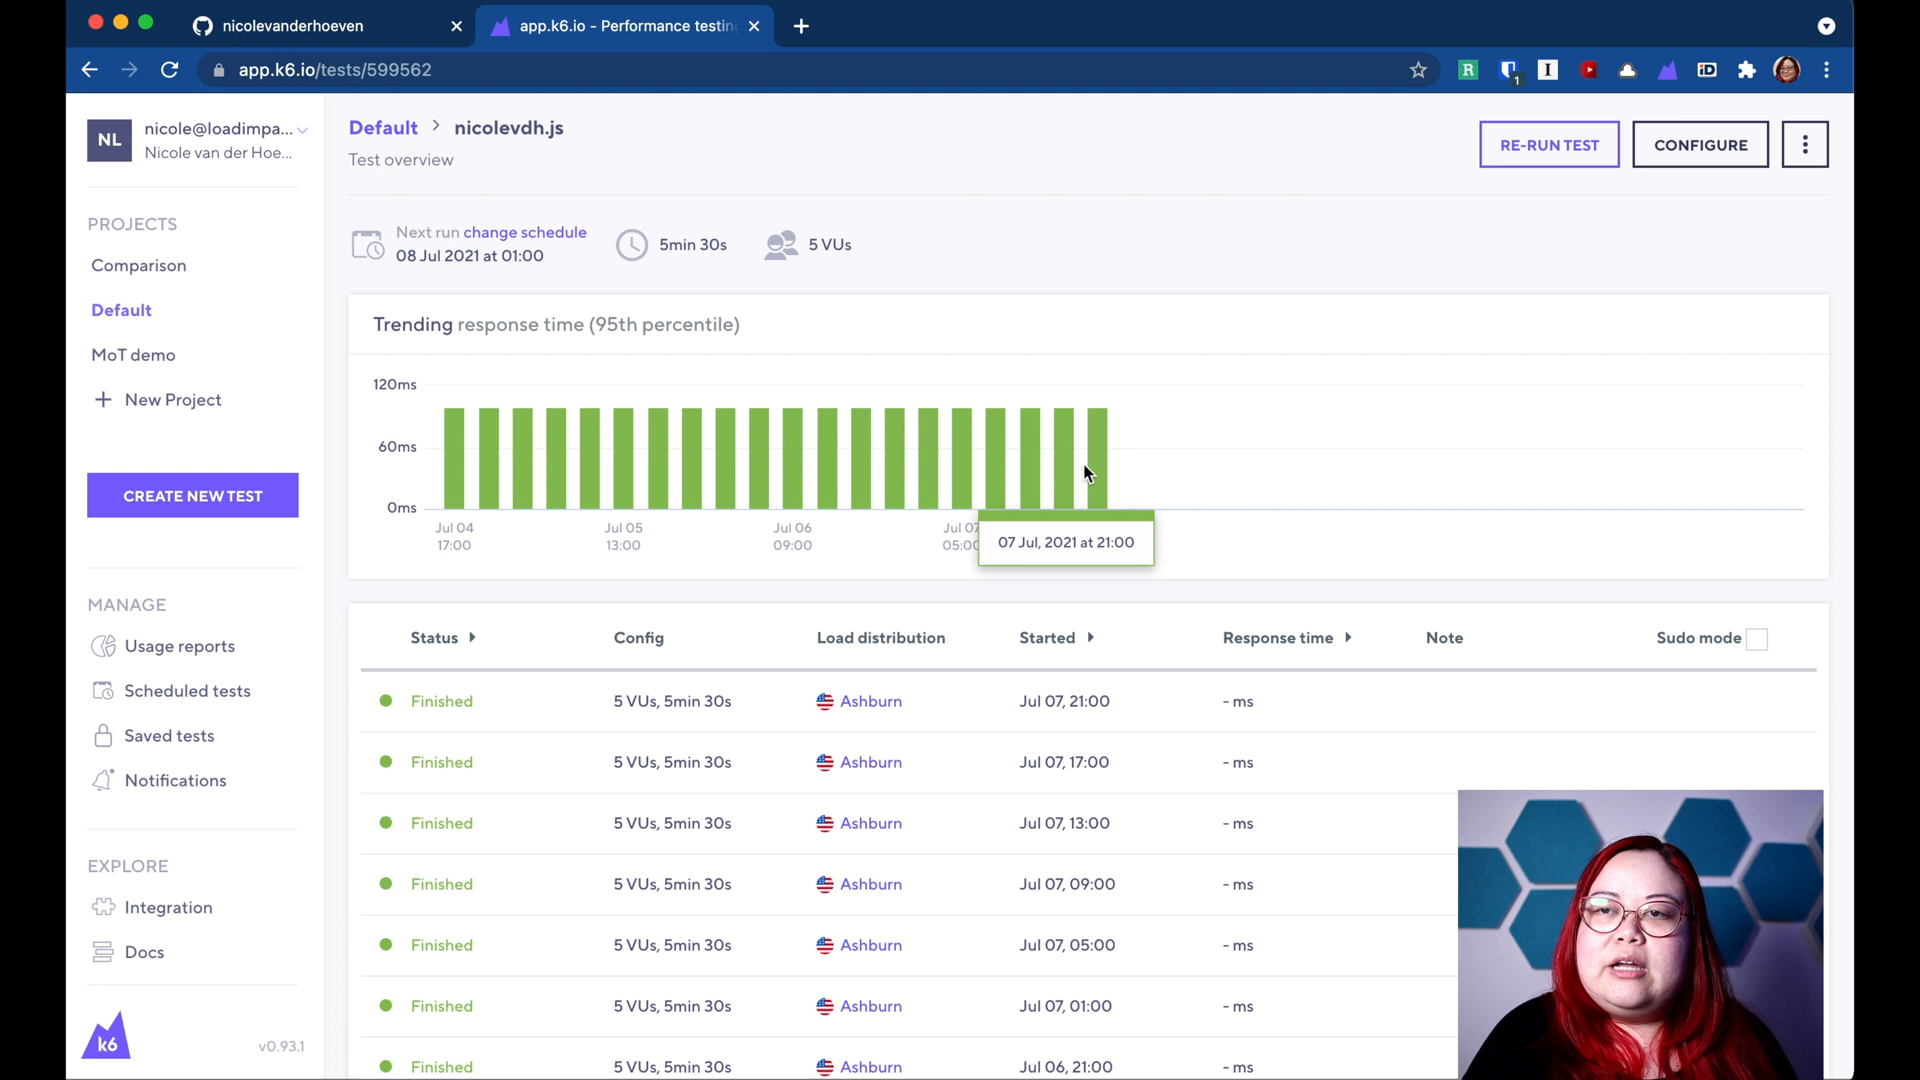 nicolevanderhoeven
app.k6.io - Performance testin
app.k6.io/tests/599562
R
1
I
iD
NL
nicole@loadimpa...
Nicole van der Hoe...
Default > nicolevdh.js
Test overview
RE-RUN TEST
CONFIGURE
PROJECTS
Comparison
Default
MoT demo
+ New Project
CREATE NEW TEST
MANAGE
Usage reports
Scheduled tests
Saved tests
Notifications
EXPLORE
Integration
Docs
k6
v0.93.1
Next run change schedule
08 Jul 2021 at 01:00
5min 30s
5 VUs
Trending response time (95th percentile)
120ms
60ms
0ms
Jul 04 Jul 05 Jul 06 Jul 07
17:00 13:00 09:00 05:00
07 Jul, 2021 at 21:00
Status Config Load distribution Started Response time Note Sudo mode
Finished 5 VUs, 5min 30s Ashburn Jul 07, 21:00 - ms
Finished 5 VUs, 5min 30s Ashburn Jul 07, 17:00 - ms
Finished 5 VUs, 5min 30s Ashburn Jul 07, 13:00 - ms
Finished 5 VUs, 5min 30s Ashburn Jul 07, 09:00 - ms
Finished 5 VUs, 5min 30s Ashburn Jul 07, 05:00 - ms
Finished 5 VUs, 5min 30s Ashburn Jul 07, 01:00 - ms
Finished 5 VUs, 5min 30s Ashburn Jul 06, 21:00 - ms